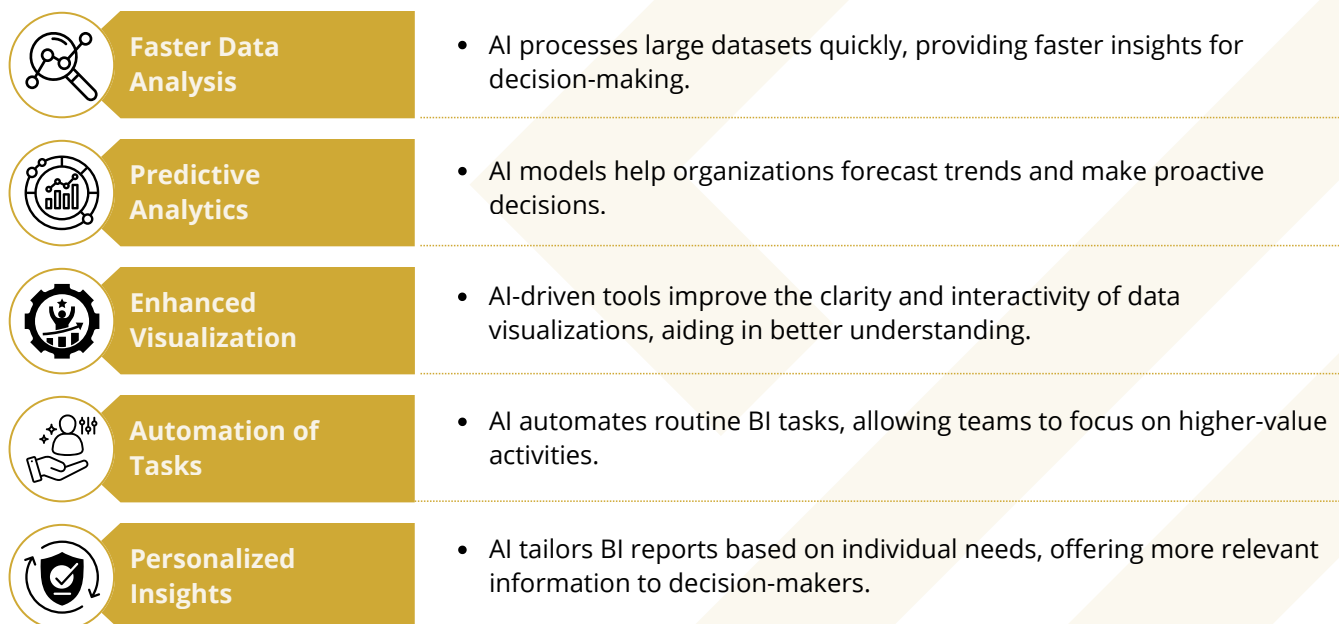 Faster Data
Analysis
• AI processes large datasets quickly, providing faster insights for
decision-making.
Predictive
Analytics
• AI models help organizations forecast trends and make proactive
decisions.
Enhanced
Visualization
• AI-driven tools improve the clarity and interactivity of data
visualizations, aiding in better understanding.
Automation of
Tasks
• AI automates routine BI tasks, allowing teams to focus on higher-value
activities.
Personalized
Insights
• AI tailors BI reports based on individual needs, offering more relevant
information to decision-makers.